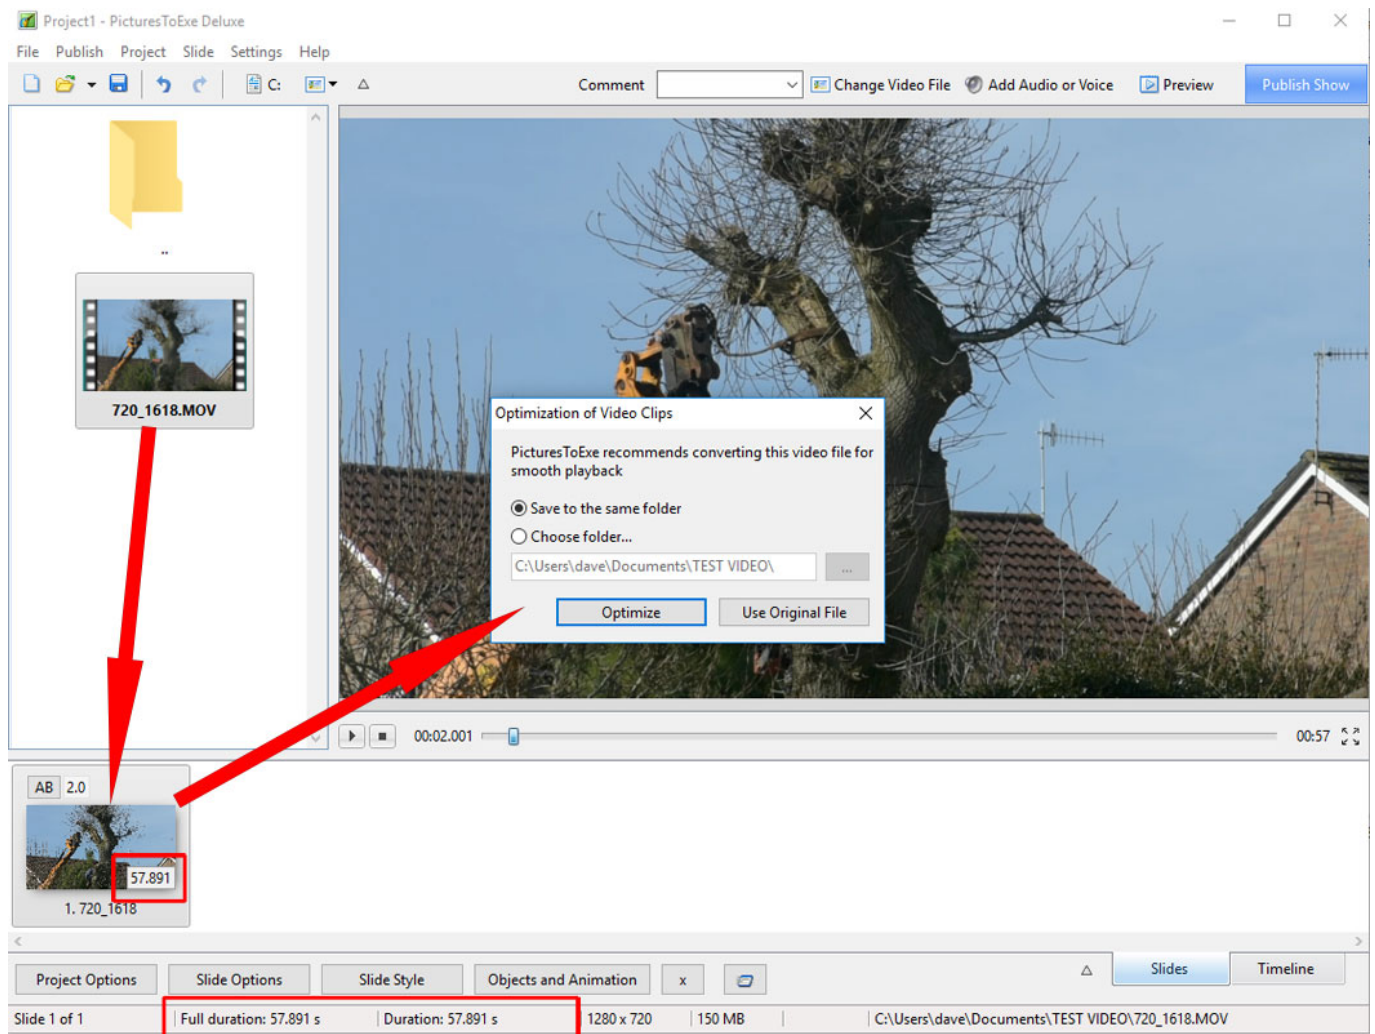 Project1 - PicturesToExe Deluxe
File Publish Project Slide Settings Help
C: Comment Change Video File Add Audio or Voice Preview Publish Show
..
720_1618.MOV
Optimization of Video Clips
PicturesToExe recommends converting this video file for
smooth playback
Save to the same folder
Choose folder...
C:\Users\dave\Documents\TEST VIDEO\ ...
Optimize Use Original File
00:02.001 00:57
AB 2.0
57.891
1. 720_1618
Project Options Slide Options Slide Style Objects and Animation x Slides Timeline
Slide 1 of 1 Full duration: 57.891 s Duration: 57.891 s 1280 x 720 150 MB C:\Users\dave\Documents\TEST VIDEO\720_1618.MOV